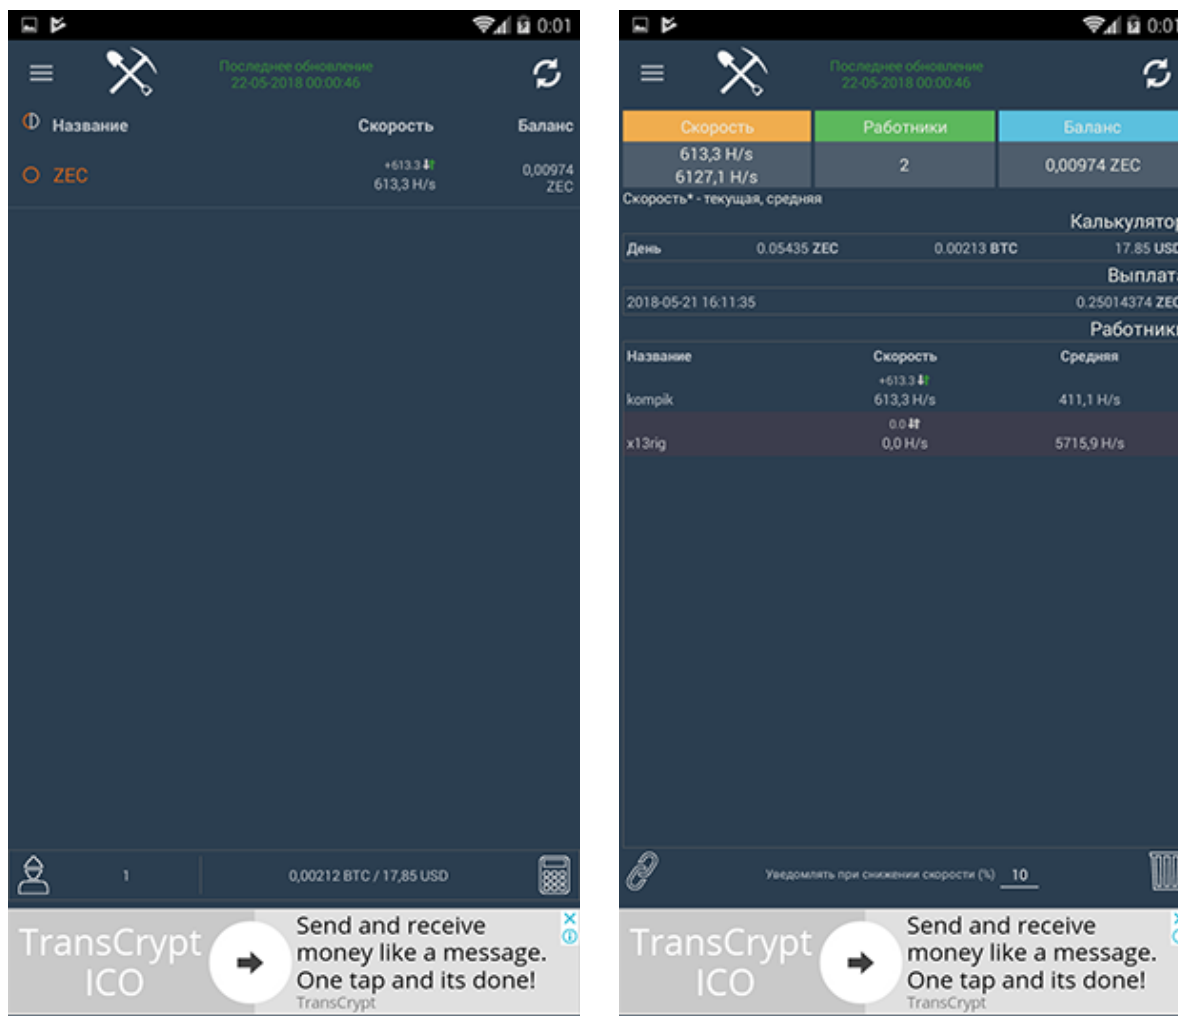 0:01
Последнее обновление
22-05-2018 00:00:46
Название Скорость Баланс
+613.3
ZEC 613,3 H/s 0,00974
ZEC
1 0,00212 BTC / 17,85 USD
TransCrypt
ICO
Send and receive
money like a message.
One tap and its done!
TransCrypt
0:01
Последнее обновление
22-05-2018 00:00:46
Скорость Работники Баланс
613,3 H/s
6127,1 H/s
2 0,00974 ZEC
Скорость* - текущая, средняя
Калькулятор
День 0.05435 ZEC 0.00213 BTC 17.85 USD
Выплат
2018-05-21 16:11:35 0.25014374 ZEC
Работник
Название Скорость Средняя
+613.3
kompik 613,3 H/s 411,1 H/s
0.0
x13rig 0,0 H/s 5715,9 H/s
Уведомлять при снижении скорости (%) 10
TransCrypt
ICO
Send and receive
money like a message.
One tap and its done!
TransCrypt